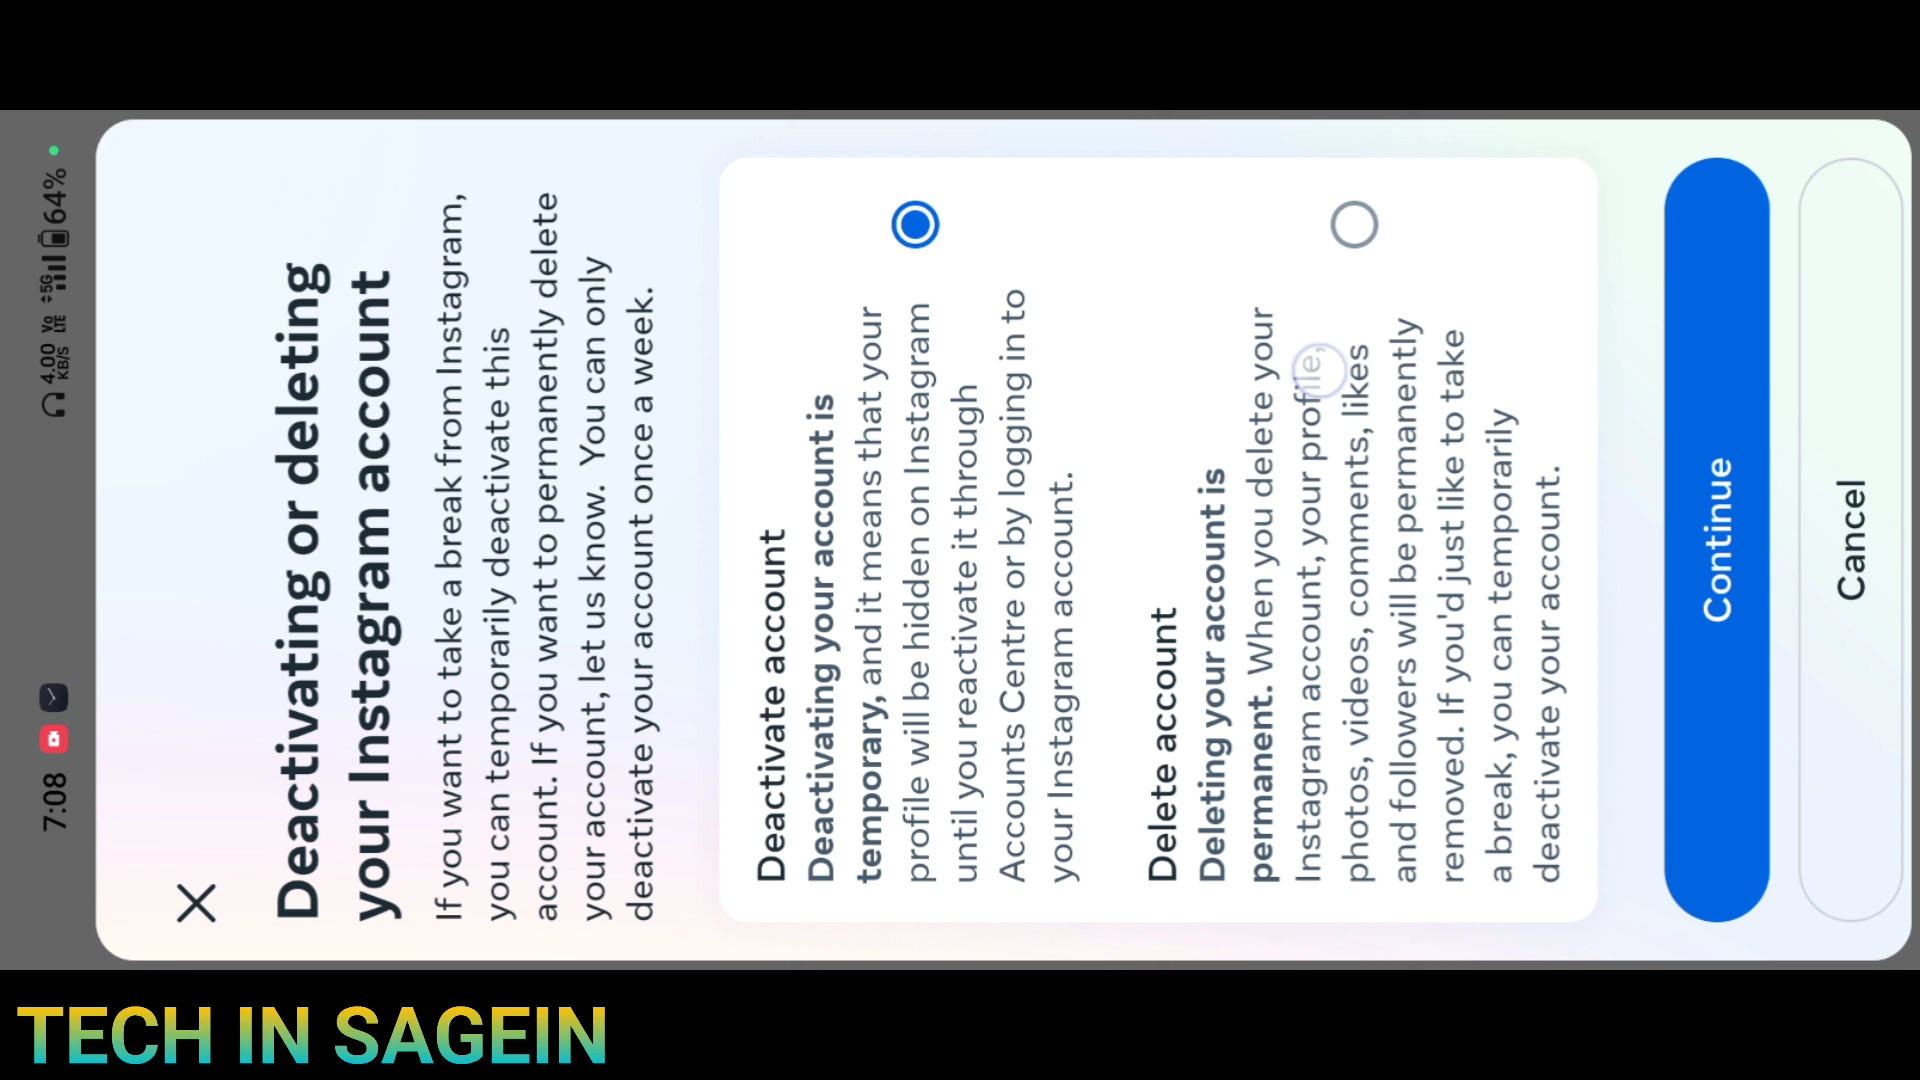 7:08
4.00 KB/S Vo LTE 5G 64%
Deactivating or deleting
your Instagram account
If you want to take a break from Instagram,
you can temporarily deactivate this
account. If you want to permanently delete
your account, let us know. You can only
deactivate your account once a week.
Deactivate account
Deactivating your account is
temporary, and it means that your
profile will be hidden on Instagram
until you reactivate it through
Accounts Centre or by logging in to
your Instagram account.
Delete account
Deleting your account is
permanent. When you delete your
Instagram account, your profile,
photos, videos, comments, likes
and followers will be permanently
removed. If you'd just like to take
a break, you can temporarily
deactivate your account.
Continue
Cancel
TECH IN SAGEIN